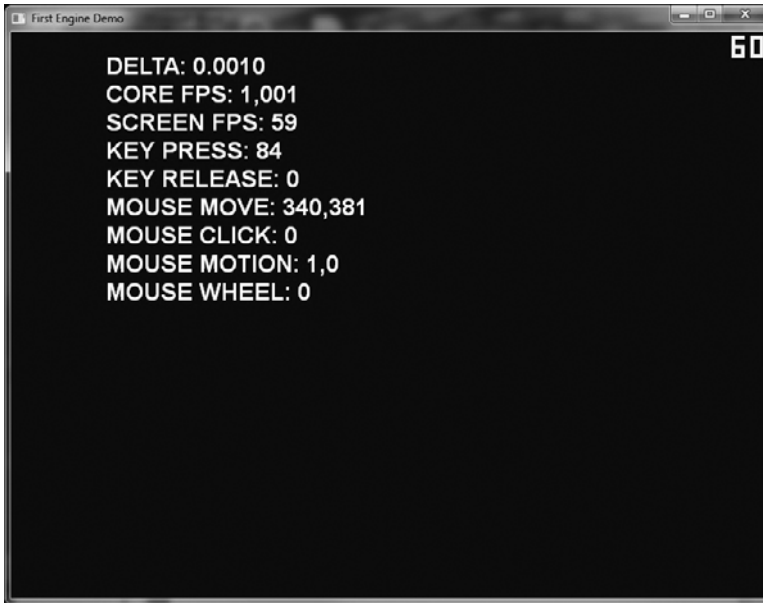 First Engine Demo
60
DELTA: 0.0010
CORE FPS: 1,001
SCREEN FPS: 59
KEY PRESS: 84
KEY RELEASE: 0
MOUSE MOVE: 340,381
MOUSE CLICK: 0
MOUSE MOTION: 1,0
MOUSE WHEEL: 0